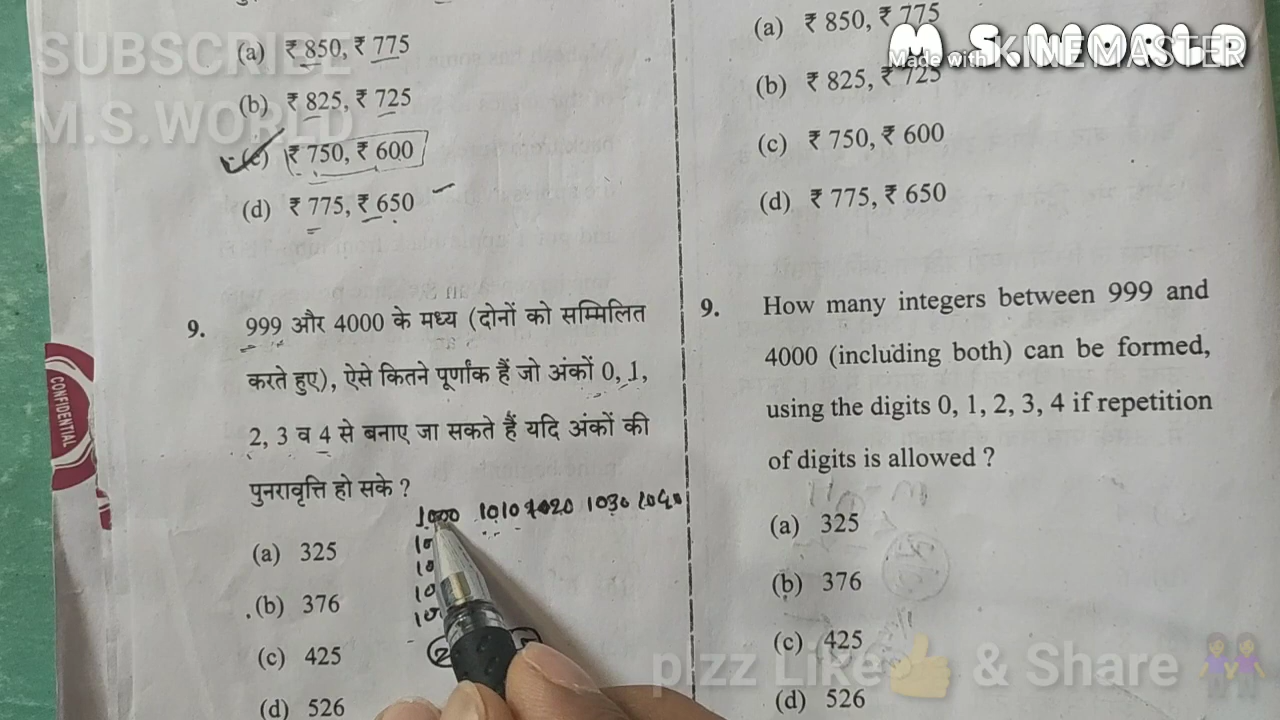 SUBSCRIBE
M.S.WORLD
M.S.WORLD
Made with KINEMASTER
(a) ₹ 850, ₹ 775
(b) ₹ 825, ₹ 725
(c) ₹ 750, ₹ 600
(d) ₹ 775, ₹ 650
CONFIDENTIAL
9. 999 और 4000 के मध्य (दोनों को सम्मिलित
करते हुए), ऐसे कितने पूर्णांक हैं जो अंकों 0, 1,
2, 3 व 4 से बनाए जा सकते हैं यदि अंकों की
पुनरावृत्ति हो सके ?
1000 1010 1020 1030 1040
(a) 325
(b) 376
(c) 425
(d) 526
(a) ₹ 850, ₹ 775
(b) ₹ 825, ₹ 725
(c) ₹ 750, ₹ 600
(d) ₹ 775, ₹ 650
9. How many integers between 999 and
4000 (including both) can be formed,
using the digits 0, 1, 2, 3, 4 if repetition
of digits is allowed ?
(a) 325
(b) 376
(c) 425
(d) 526
pizz Like & Share